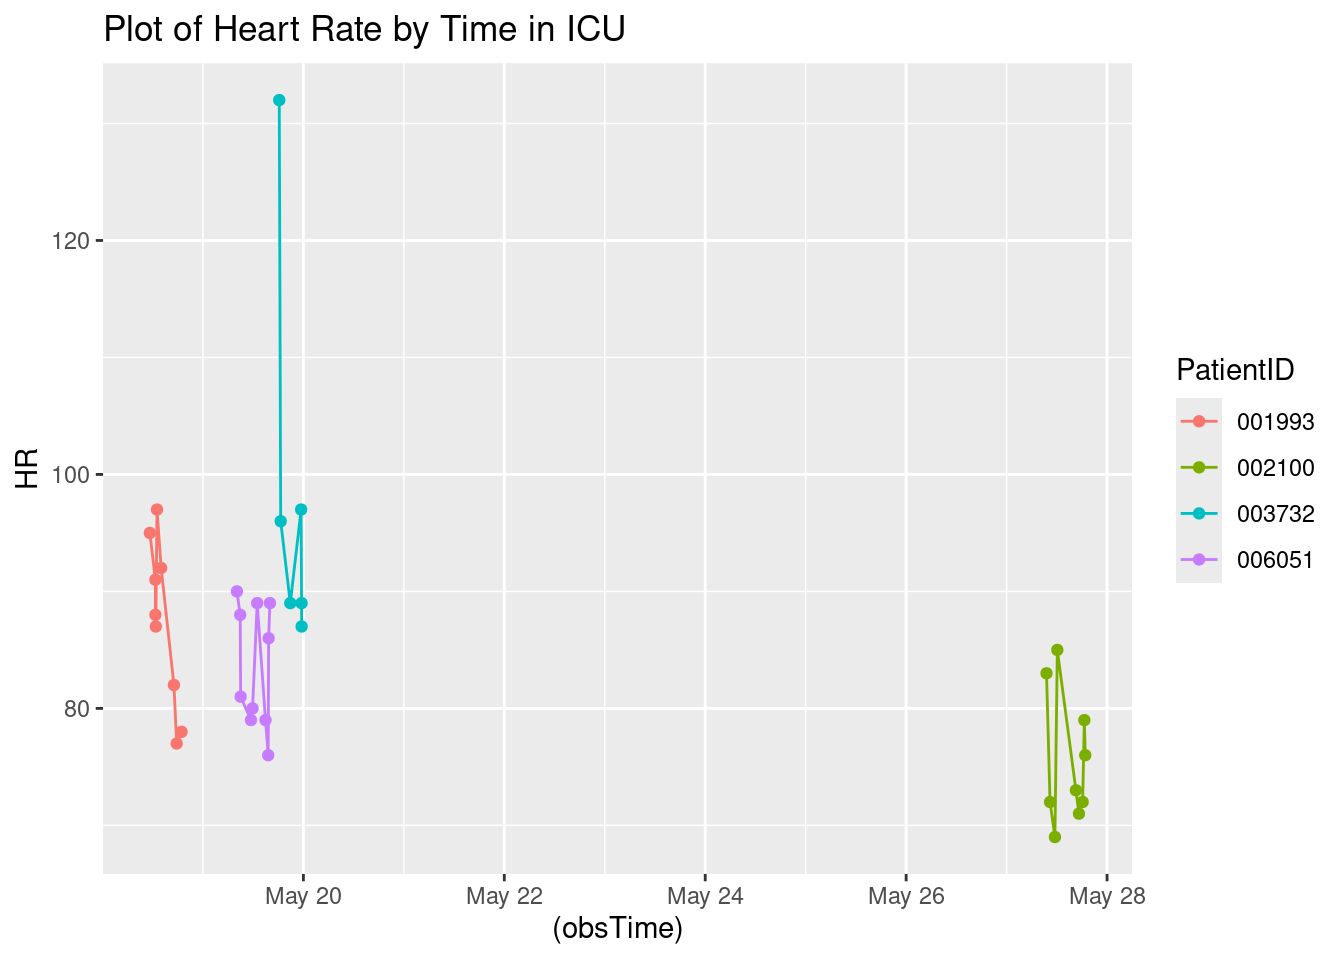 Plot of Heart Rate by Time in ICU
120
100
80
HR
May 20
May 22
May 24
May 26
May 28
(obsTime)
PatientID
001993
002100
003732
006051